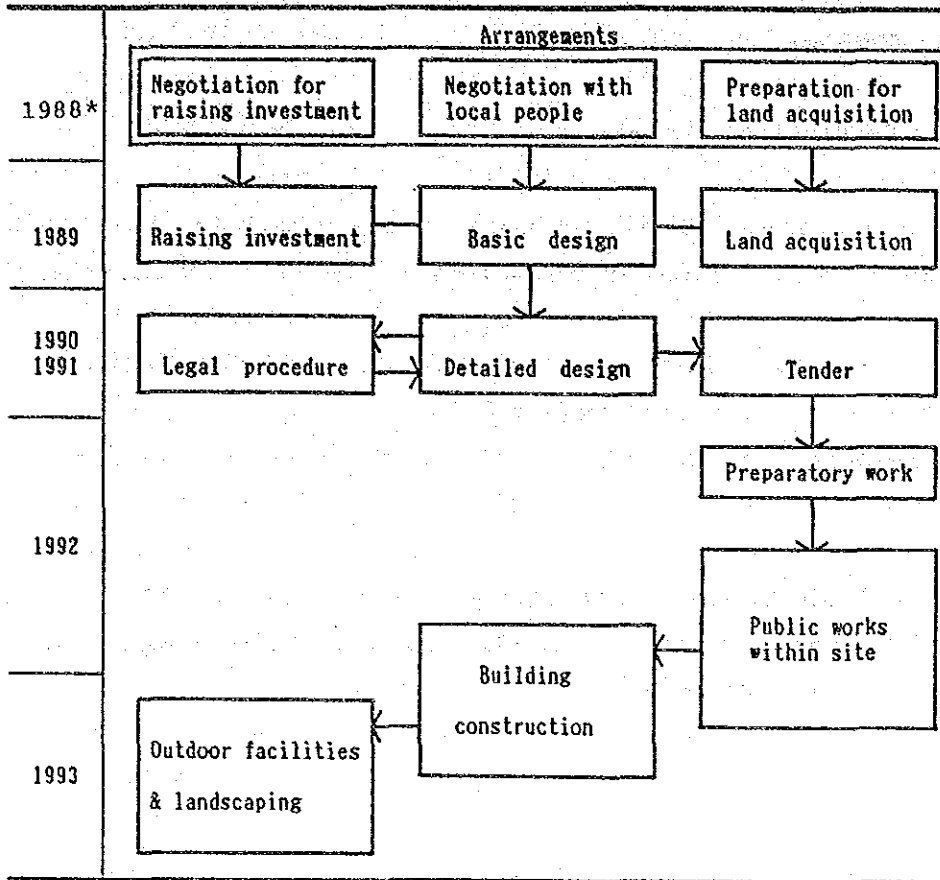 Arrangements
1988*
Negotiation for
raising investment
Negotiation with
local people
Preparation for
land acquisition
1989
Raising investment
Basic design
Land acquisition
1990
1991
Legal procedure
Detailed design
Tender
Preparatory work
1992
Public works
within site
Building
construction
1993
Outdoor facilities
& landscaping